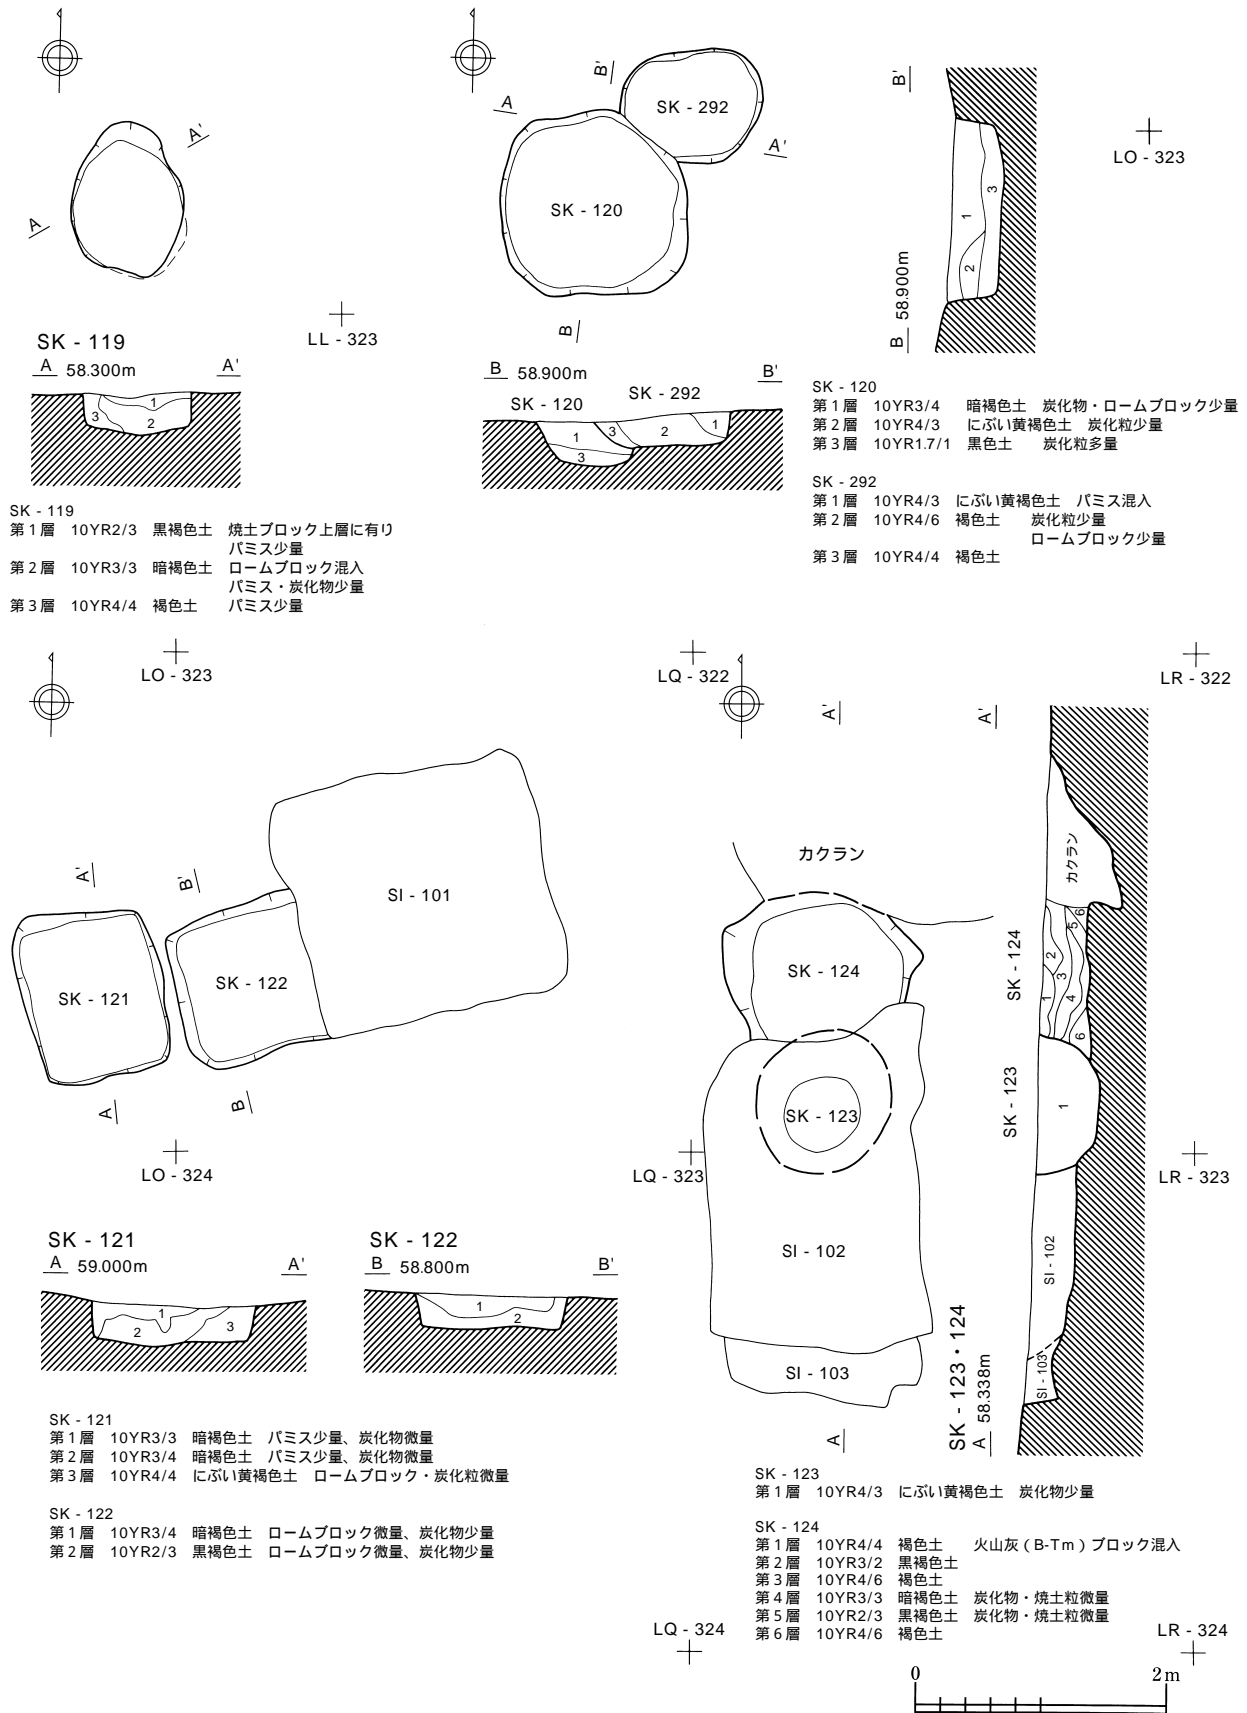 A
A'
LL - 323
SK - 119
A 58.300m A'
1
3
2
SK - 119
第1層 10YR2/3 黒褐色土 焼土ブロック上層に有り
パミス少量
第2層 10YR3/3 暗褐色土 ロームブロック混入
パミス・炭化物少量
第3層 10YR4/4 褐色土 パミス少量
B'
A
SK - 292
A'
SK - 120
B
B 58.900m B'
SK - 120 SK - 292
1 3 2 1
3
B'
LO - 323
1
3
2
B 58.900m
SK - 120
第1層 10YR3/4 暗褐色土 炭化物・ロームブロック少量
第2層 10YR4/3 にぶい黄褐色土 炭化粒少量
第3層 10YR1.7/1 黒色土 炭化粒多量
SK - 292
第1層 10YR4/3 にぶい黄褐色土 パミス混入
第2層 10YR4/6 褐色土 炭化粒少量
ロームブロック少量
第3層 10YR4/4 褐色土
LO - 323
A'
B'
SI - 101
SK - 121
SK - 122
A
B
LO - 324
SK - 121
A 59.000m A'
1
2
3
SK - 122
B 58.800m B'
1
2
SK - 121
第1層 10YR3/3 暗褐色土 パミス少量、炭化物微量
第2層 10YR3/4 暗褐色土 パミス少量、炭化物微量
第3層 10YR4/4 にぶい黄褐色土 ロームブロック・炭化粒微量
SK - 122
第1層 10YR3/4 暗褐色土 ロームブロック微量、炭化物少量
第2層 10YR2/3 黒褐色土 ロームブロック微量、炭化物少量
LQ - 322
LR - 322
A'
A'
カクラン
カクラン
SK - 124
SK - 124
6
5
2
3
1
4
6
SK - 123
SK - 123
1
LQ - 323
LR - 323
SI - 102
SI - 102
SI - 103
SI - 103
A
SK - 123・124
A 58.338m
SK - 123
第1層 10YR4/3 にぶい黄褐色土 炭化物少量
SK - 124
第1層 10YR4/4 褐色土 火山灰（B-Tm）ブロック混入
第2層 10YR3/2 黒褐色土
第3層 10YR4/6 褐色土
第4層 10YR3/3 暗褐色土 炭化物・焼土粒微量
第5層 10YR2/3 黒褐色土 炭化物・焼土粒微量
第6層 10YR4/6 褐色土
LQ - 324
LR - 324
0 2m